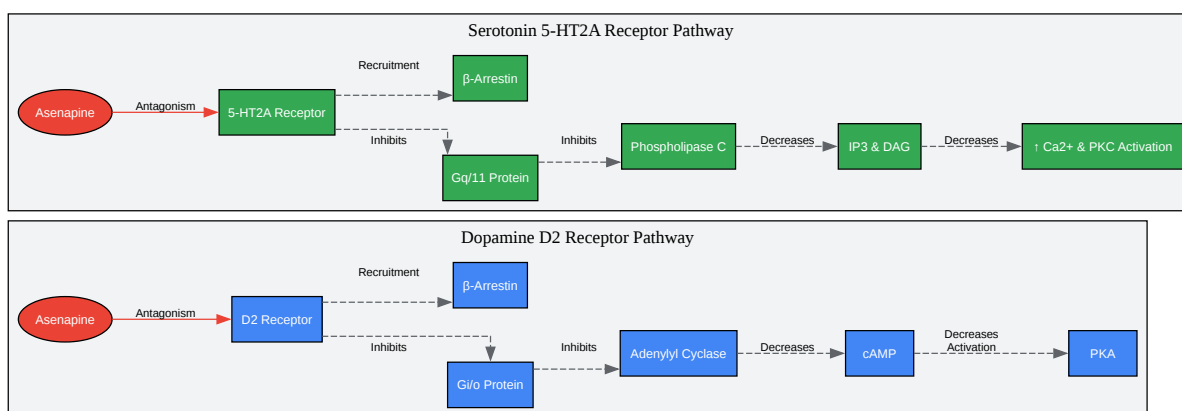 Serotonin 5-HT2A Receptor Pathway
Recruitment
β-Arrestin
Asenapine
Antagonism
5-HT2A Receptor
Inhibits
Gq/11 Protein
Inhibits
Phospholipase C
Decreases
IP3 & DAG
Decreases
↑ Ca2+ & PKC Activation
Dopamine D2 Receptor Pathway
Recruitment
β-Arrestin
Asenapine
Antagonism
D2 Receptor
Inhibits
Gi/o Protein
Inhibits
Adenylyl Cyclase
Decreases
cAMP
Decreases
Activation
PKA